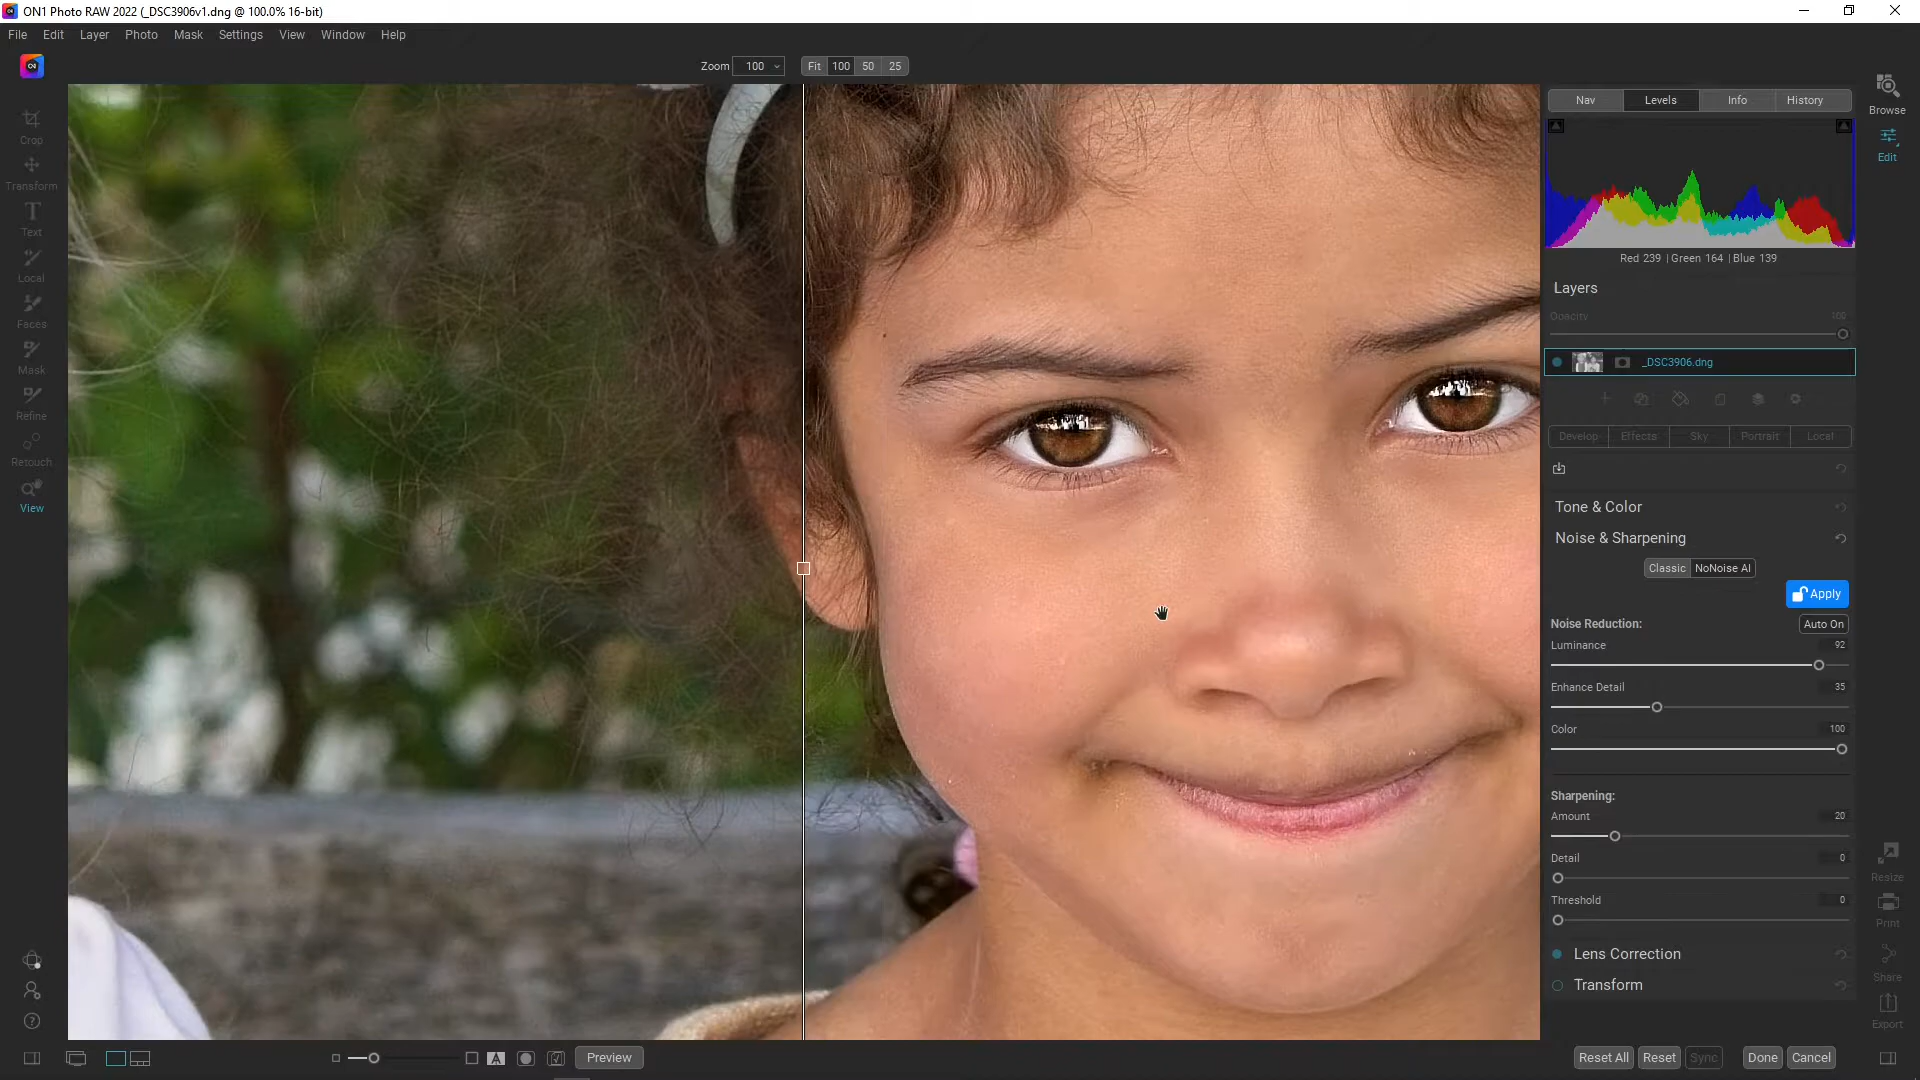 ON1 Photo RAW 2022 (_DSC3906v1.dng @ 100.0% 16-bit)
File Edit Layer Photo Mask Settings View Window Help
Zoom 100 Fit 100 50 25
Crop
Transform
Text
Local
Faces
Mask
Refine
Retouch
View
Nav Levels Info History
Red 239 | Green 164 | Blue 139
Layers
Opacity 100
_DSC3906.dng
Develop Effects Sky Portrait Local
Tone & Color
Noise & Sharpening
Classic NoNoise AI
Apply
Noise Reduction: Auto On
Luminance 92
Enhance Detail 35
Color 100
Sharpening:
Amount 20
Detail 0
Threshold 0
Lens Correction
Transform
Browse
Edit
Resize
Print
Share
Export
A Preview
Reset All Reset Sync Done Cancel